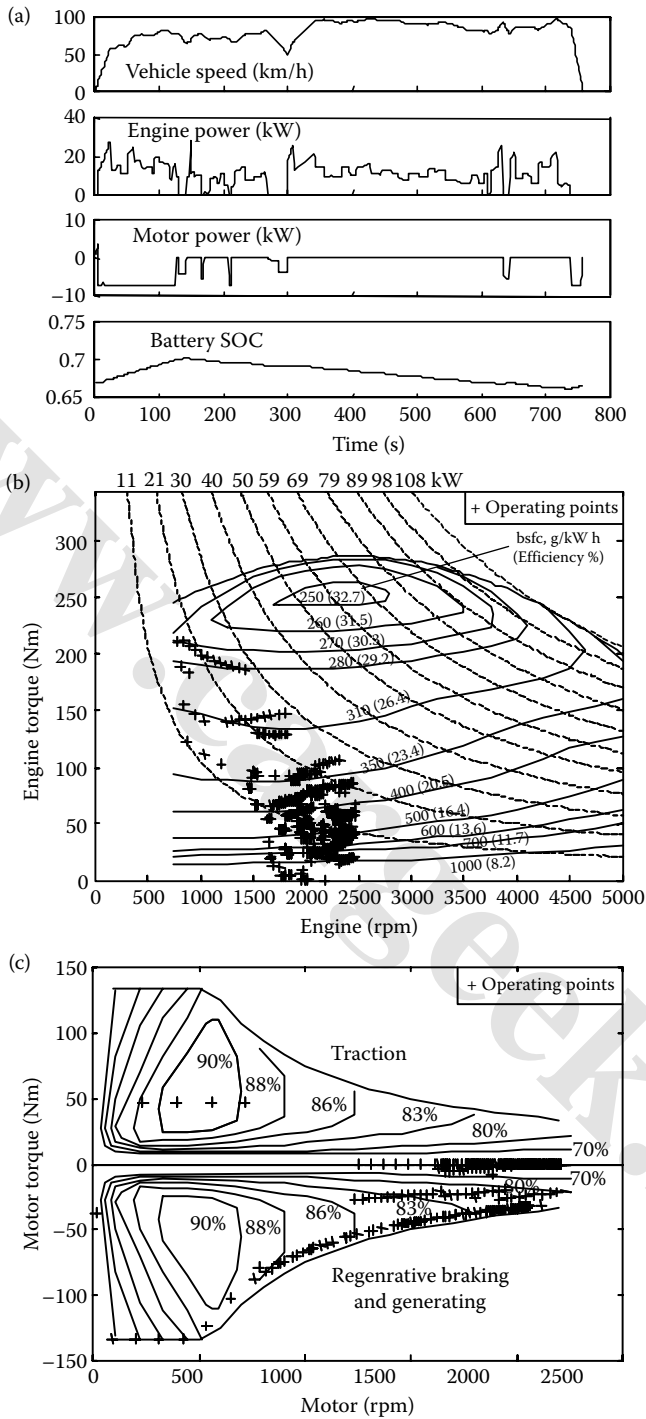 (a)
100
50
0
Vehicle speed (km/h)
40
20
0
Engine power (kW)
10
0
−10
Motor power (kW)
0.75
0.7
0.65
Battery SOC
0 100 200 300 400 500 600 700 800
Time (s)
(b)
11 21 30 40 50 59 69 79 89 98 108 kW
+ Operating points
bsfc, g/kW h
(Efficiency %)
300
250
200
150
100
50
0
Engine torque (Nm)
250 (32.7)
260 (31.5)
270 (30.3)
280 (29.2)
310 (26.4)
350 (23.4)
400 (20.5)
500 (16.4)
600 (13.6)
700 (11.7)
1000 (8.2)
0 500 1000 1500 2000 2500 3000 3500 4000 4500 5000
Engine (rpm)
(c)
150
100
50
0
−50
−100
−150
Motor torque (Nm)
+ Operating points
Traction
90%
88%
86%
83%
80%
70%
70%
80%
83%
86%
88%
90%
Regenrative braking
and generating
0 500 1000 1500 2000 2500
Motor (rpm)
www.cargeek.